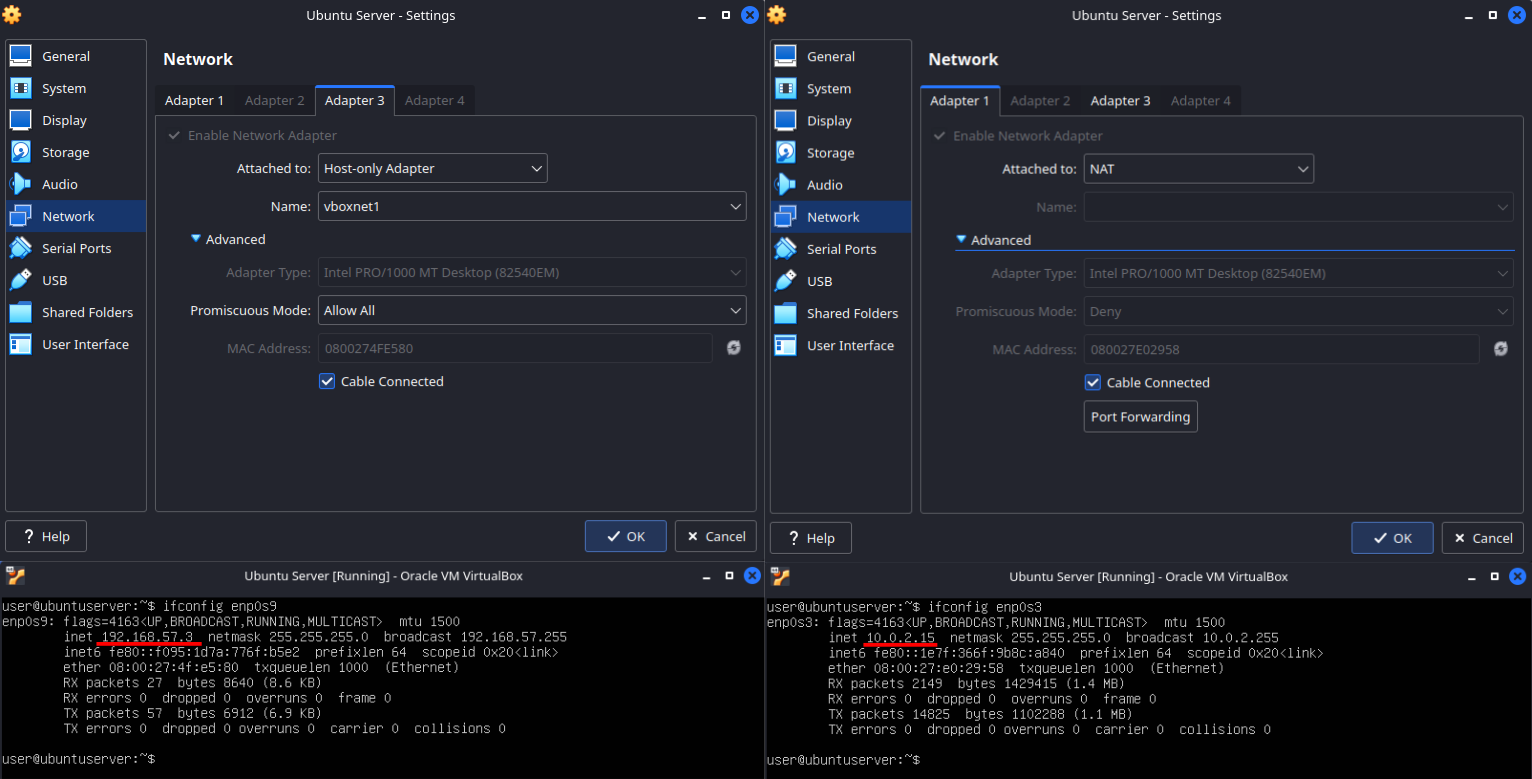 Ubuntu Server - Settings
General
System
Display
Storage
Audio
Network
Serial Ports
USB
Shared Folders
User Interface
Network
Adapter 1 Adapter 2 Adapter 3 Adapter 4
Enable Network Adapter
Attached to: Host-only Adapter
Name: vboxnet1
Advanced
Adapter Type: Intel PRO/1000 MT Desktop (82540EM)
Promiscuous Mode: Allow All
MAC Address: 0800274FE580
Cable Connected
? Help OK Cancel
Ubuntu Server [Running] - Oracle VM VirtualBox
user@ubuntuserver:~$ ifconfig enp0s9
enp0s9: flags=4163<UP,BROADCAST,RUNNING,MULTICAST> mtu 1500
inet 192.168.57.3 netmask 255.255.255.0 broadcast 192.168.57.255
inet6 fe80::f095:1d7a:776f:b5e2 prefixlen 64 scopeid 0x20<link>
ether 08:00:27:4f:e5:80 txqueuelen 1000 (Ethernet)
RX packets 27 bytes 8640 (8.6 KB)
RX errors 0 dropped 0 overruns 0 frame 0
TX packets 57 bytes 6912 (6.9 KB)
TX errors 0 dropped 0 overruns 0 carrier 0 collisions 0
user@ubuntuserver:~$
Ubuntu Server - Settings
General
System
Display
Storage
Audio
Network
Serial Ports
USB
Shared Folders
User Interface
Network
Adapter 1 Adapter 2 Adapter 3 Adapter 4
Enable Network Adapter
Attached to: NAT
Name:
Advanced
Adapter Type: Intel PRO/1000 MT Desktop (82540EM)
Promiscuous Mode: Deny
MAC Address: 080027E02958
Cable Connected
Port Forwarding
? Help OK Cancel
Ubuntu Server [Running] - Oracle VM VirtualBox
user@ubuntuserver:~$ ifconfig enp0s3
enp0s3: flags=4163<UP,BROADCAST,RUNNING,MULTICAST> mtu 1500
inet 10.0.2.15 netmask 255.255.255.0 broadcast 10.0.2.255
inet6 fe80::1e7f:366f:9b8c:a840 prefixlen 64 scopeid 0x20<link>
ether 08:00:27:e0:29:58 txqueuelen 1000 (Ethernet)
RX packets 2149 bytes 1429415 (1.4 MB)
RX errors 0 dropped 0 overruns 0 frame 0
TX packets 14825 bytes 1102288 (1.1 MB)
TX errors 0 dropped 0 overruns 0 carrier 0 collisions 0
user@ubuntuserver:~$